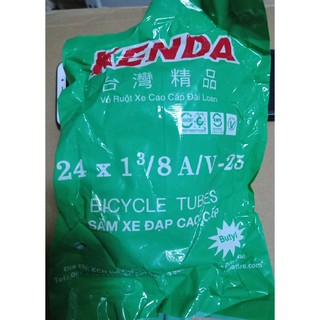 KENDA
台灣精品
Vỏ Ruột Xe Cao Cấp Đài Loan
24 x 1 3/8 A/V-25
BICYCLE TUBES
SĂM XE ĐẠP CAO CẤP
Butyl